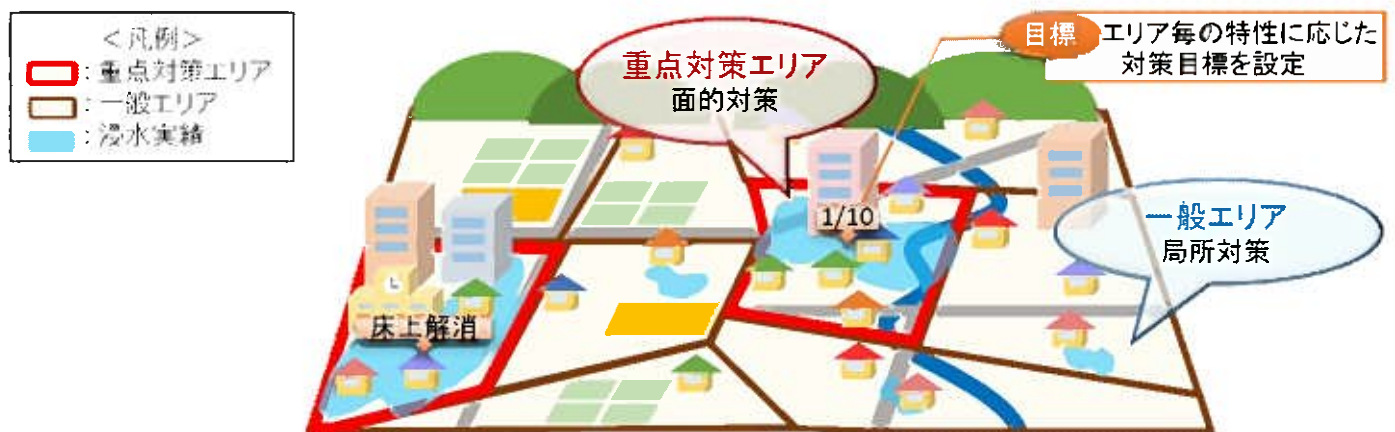 <凡例>
:重点対策エリア
:一般エリア
:浸水実績
重点対策エリア
面的対策
目標
エリア毎の特性に応じた
対策目標を設定
1/10
一般エリア
局所対策
床上解消